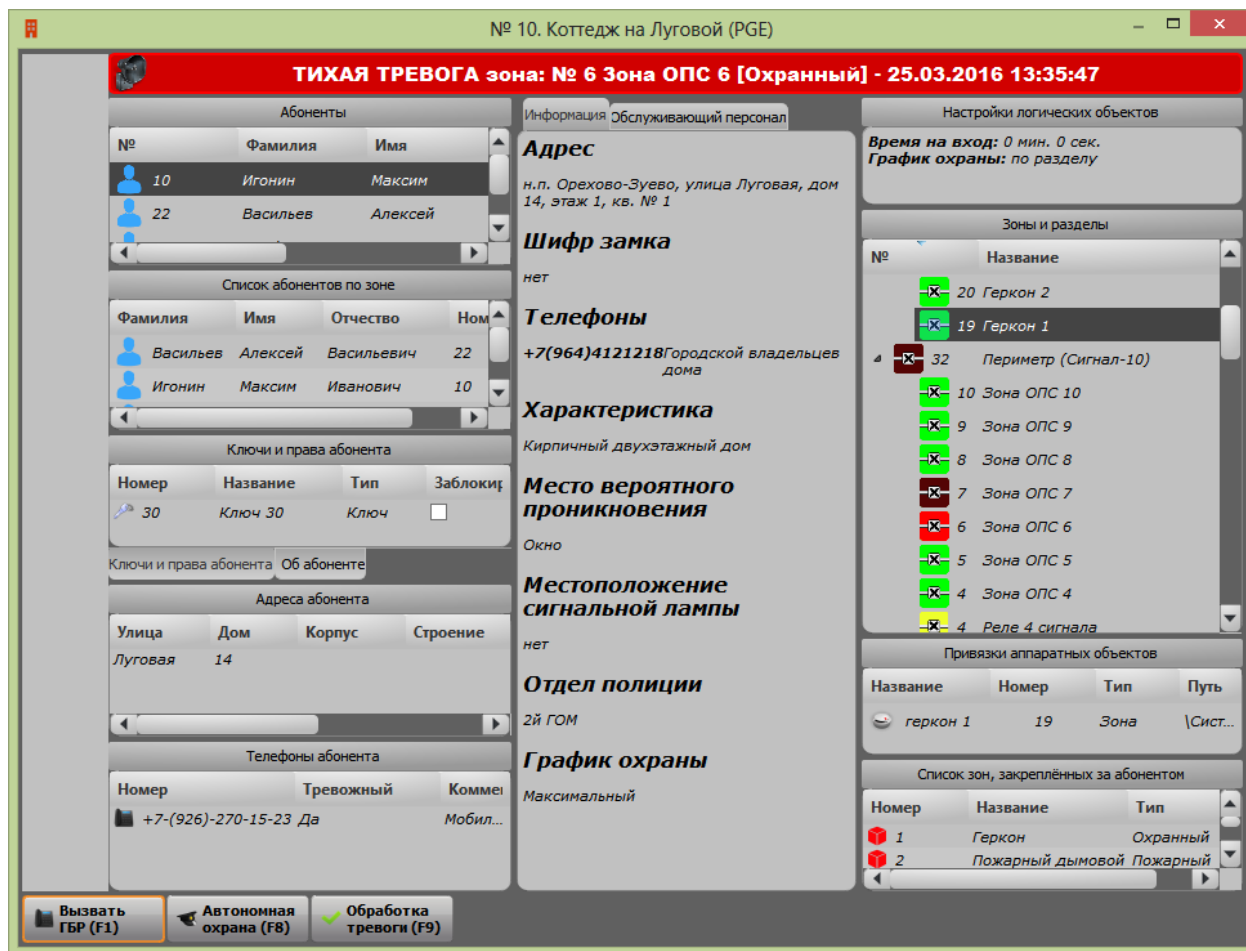 № 10. Коттедж на Луговой (PGE)
ТИХАЯ ТРЕВОГА зона: № 6 Зона ОПС 6 [Охранный] - 25.03.2016 13:35:47
Абоненты
№ Фамилия Имя
10 Игонин Максим
22 Васильев Алексей
Список абонентов по зоне
Фамилия Имя Отчество Ном
Васильев Алексей Васильевич 22
Игонин Максим Иванович 10
Ключи и права абонента
Номер Название Тип Заблокир
30 Ключ 30 Ключ
Ключи и права абонента Об абоненте
Адреса абонента
Улица Дом Корпус Строение
Луговая 14
Телефоны абонента
Номер Тревожный Коммен
+7-(926)-270-15-23 Да Мобил...
Информация Обслуживающий персонал
Адрес
н.п. Орехово-Зуево, улица Луговая, дом
14, этаж 1, кв. № 1
Шифр замка
нет
Телефоны
+7(964)4121218 Городской владельцев
дома
Характеристика
Кирпичный двухэтажный дом
Место вероятного
проникновения
Окно
Местоположение
сигнальной лампы
нет
Отдел полиции
2й ГОМ
График охраны
Максимальный
Настройки логических объектов
Время на вход: 0 мин. 0 сек.
График охраны: по разделу
Зоны и разделы
№ Название
20 Геркон 2
19 Геркон 1
32 Периметр (Сигнал-10)
10 Зона ОПС 10
9 Зона ОПС 9
8 Зона ОПС 8
7 Зона ОПС 7
6 Зона ОПС 6
5 Зона ОПС 5
4 Зона ОПС 4
4 Реле 4 сигнала
Привязки аппаратных объектов
Название Номер Тип Путь
геркон 1 19 Зона \Сист...
Список зон, закреплённых за абонентом
Номер Название Тип
1 Геркон Охранный
2 Пожарный дымовой Пожарный
Вызвать
ГБР (F1)
Автономная
охрана (F8)
Обработка
тревоги (F9)